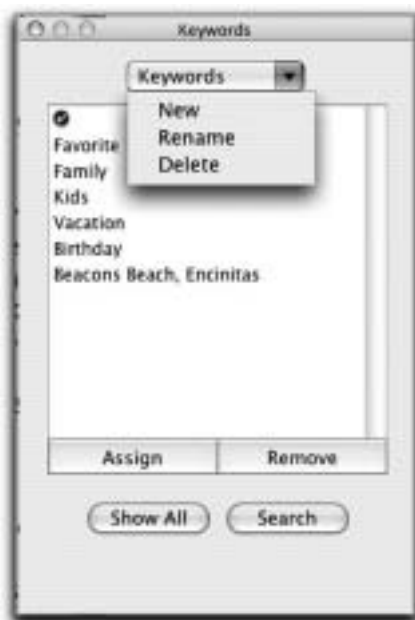 Keywords
Keywords
New
Rename
Delete
Favorite
Family
Kids
Vacation
Birthday
Beacons Beach, Encinitas
Assign Remove
Show All Search